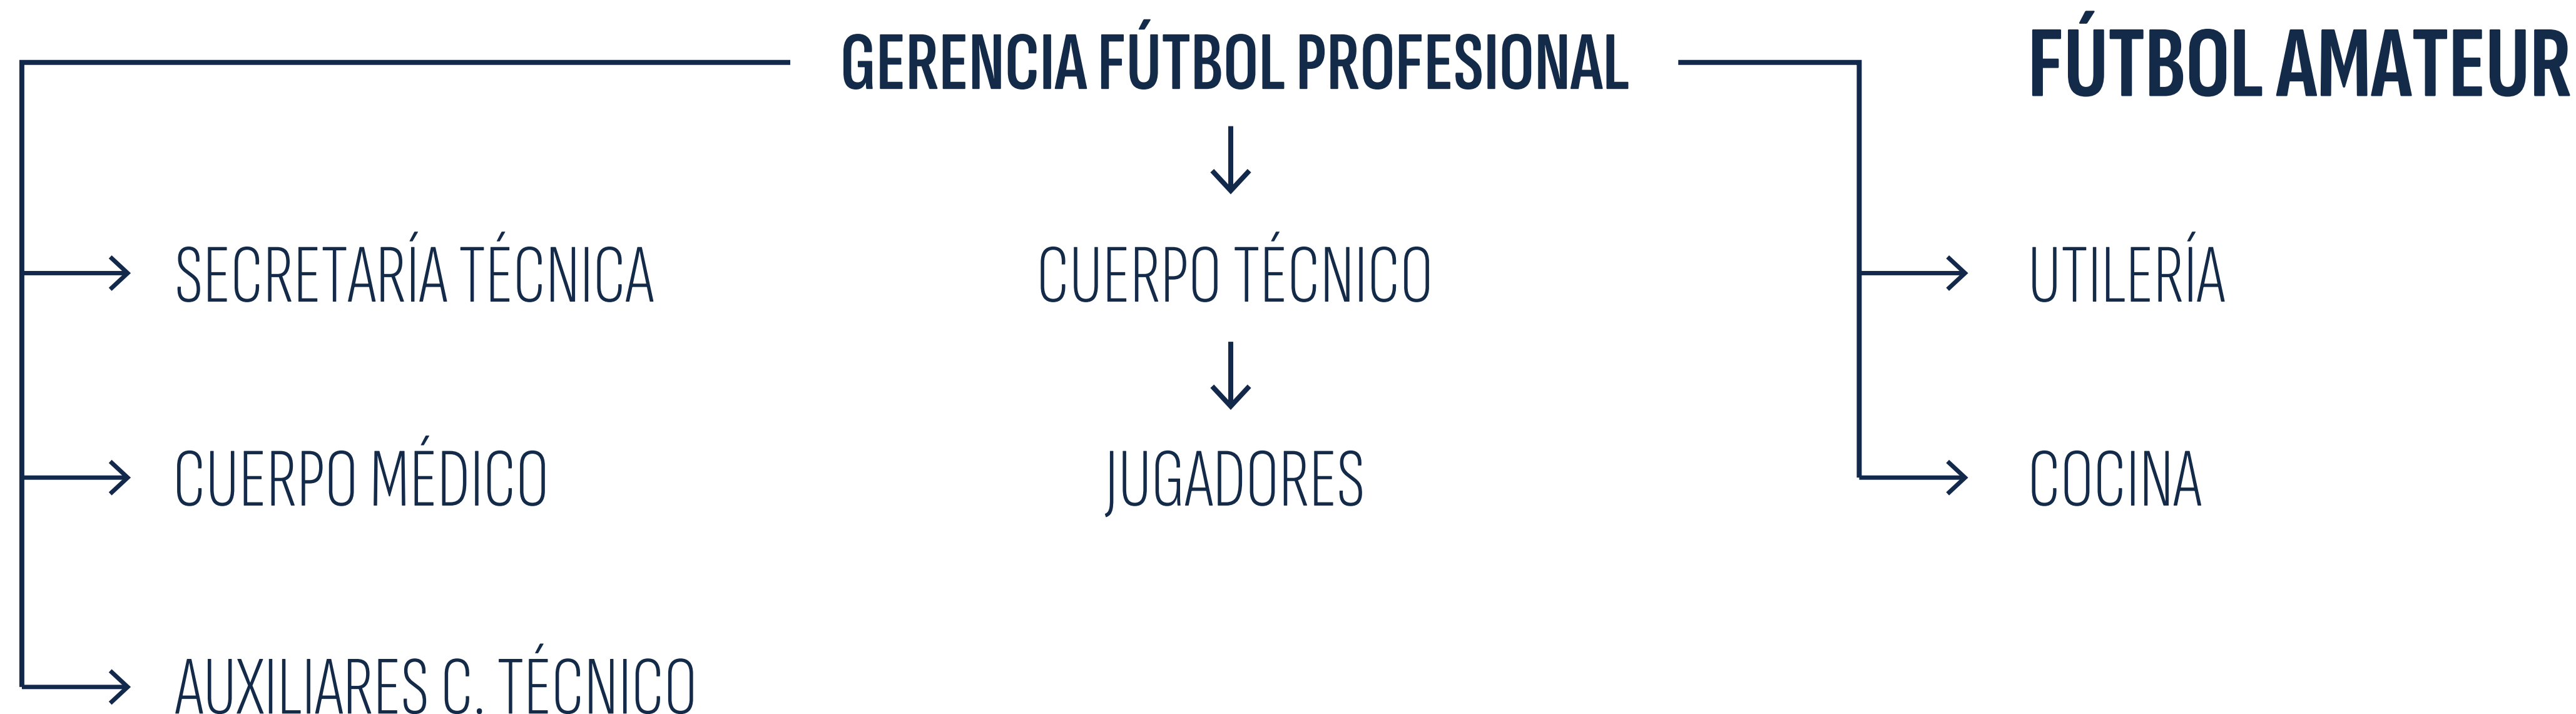 GERENCIA FÚTBOL PROFESIONAL
FÚTBOL AMATEUR
SECRETARÍA TÉCNICA
CUERPO TÉCNICO
UTILERÍA
CUERPO MÉDICO
JUGADORES
COCINA
AUXILIARES C. TÉCNICO